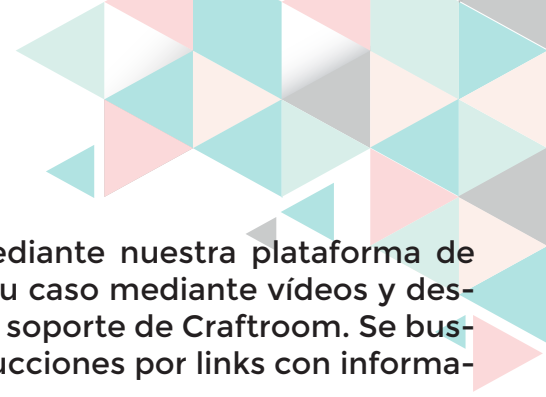 ediante nuestra plataforma de
u caso mediante vídeos y des-
soporte de Craftroom. Se bus-
ucciones por links con informa-